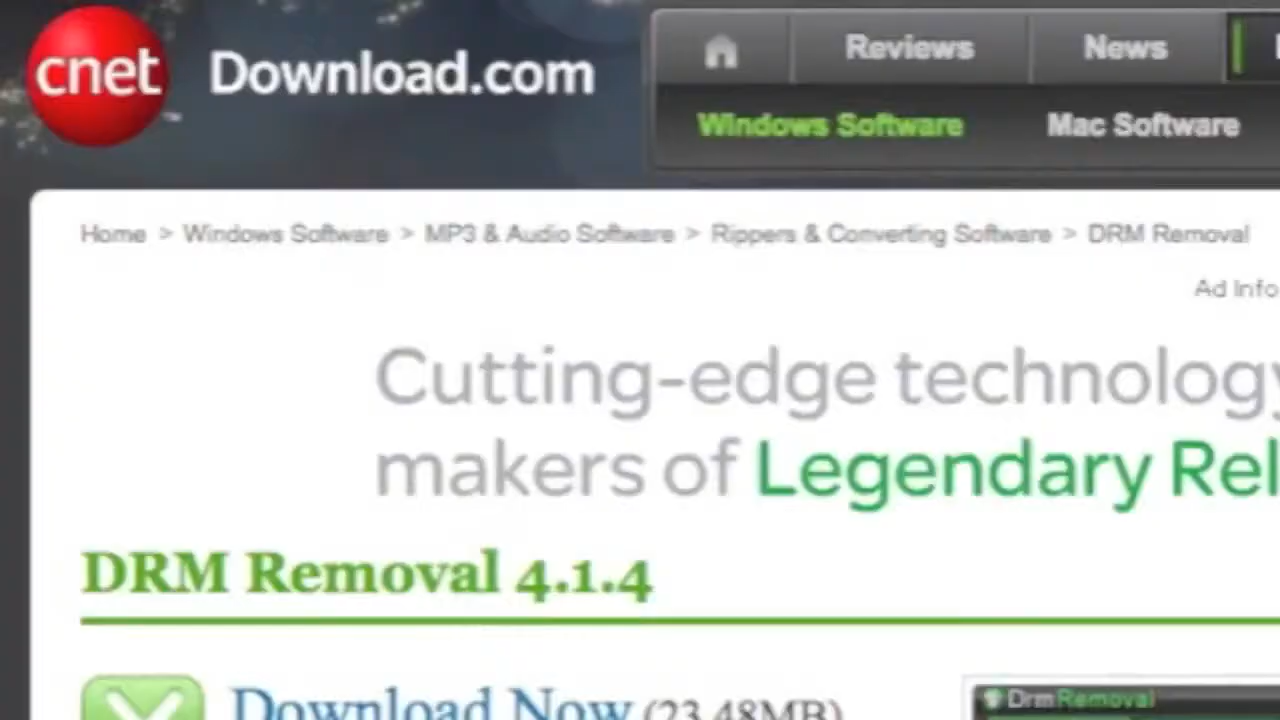 cnet Download.com
Reviews News
Windows Software Mac Software
Home > Windows Software > MP3 & Audio Software > Rippers & Converting Software > DRM Removal
Ad Info
Cutting-edge technology
makers of Legendary Rel
DRM Removal 4.1.4
Download Now (23.48MB)
DrmRemoval